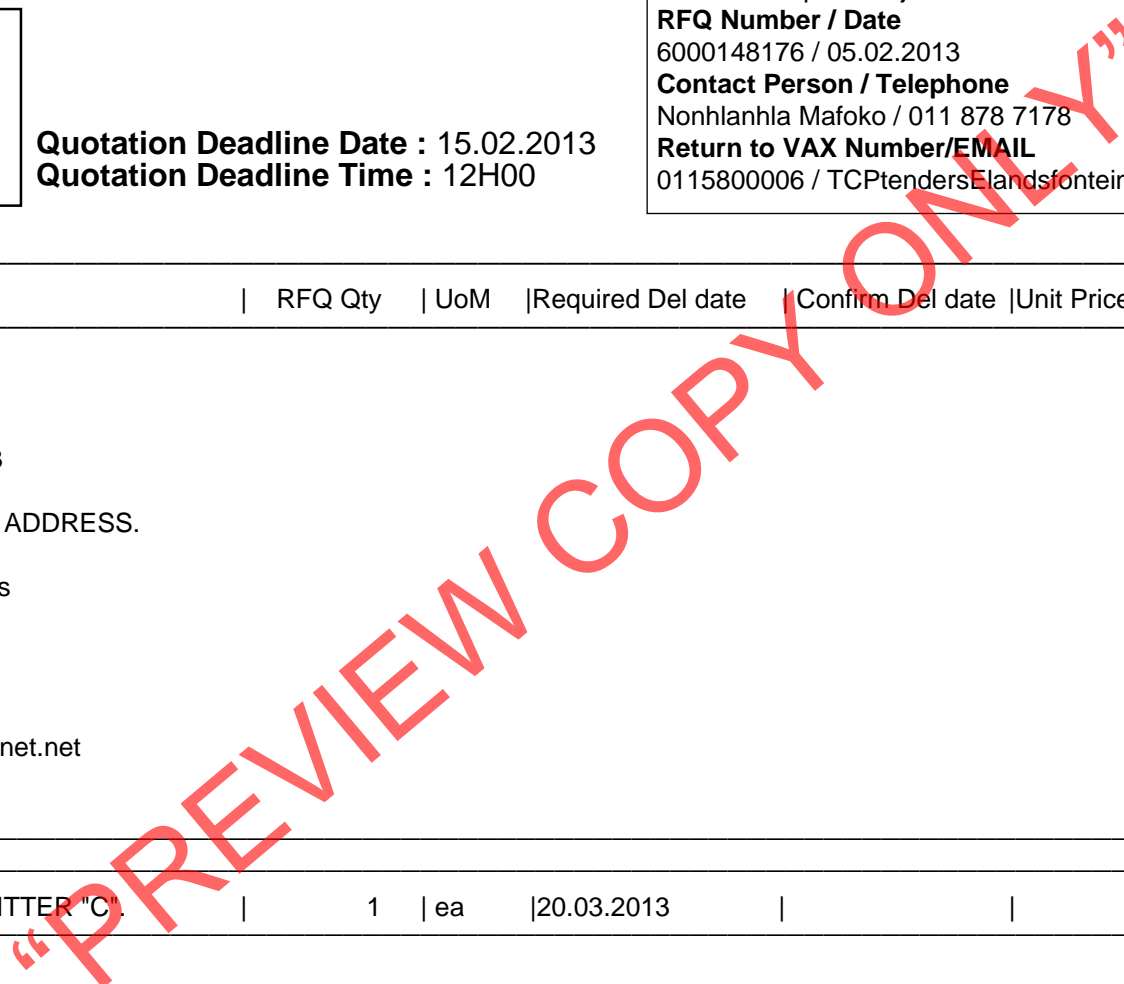 RFQ Number / Date
6000148176 / 05.02.2013
Contact Person / Telephone
Nonhlanhla Mafoko / 011 878 7178
Quotation Deadline Date : 15.02.2013
Return to VAX Number/EMAIL
Quotation Deadline Time : 12H00
0115800006 / TCPtendersElandsfontein
| RFQ Qty | UoM |Required Del date | Confirm Del date |Unit Price
ADDRESS.
s
net.net
ITTER "C". | 1 | ea |20.03.2013 | |
“PREVIEW COPY ONLY”